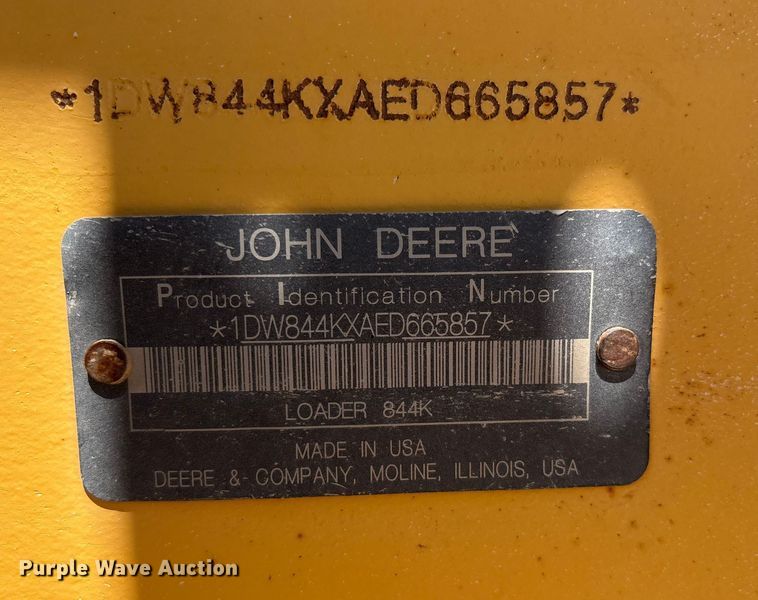 *1DW844KXAED665857*
JOHN DEERE
Product Identification Number
*1DW844KXAED665857*
LOADER 844K
MADE IN USA
DEERE & COMPANY, MOLINE, ILLINOIS, USA
Purple Wave Auction